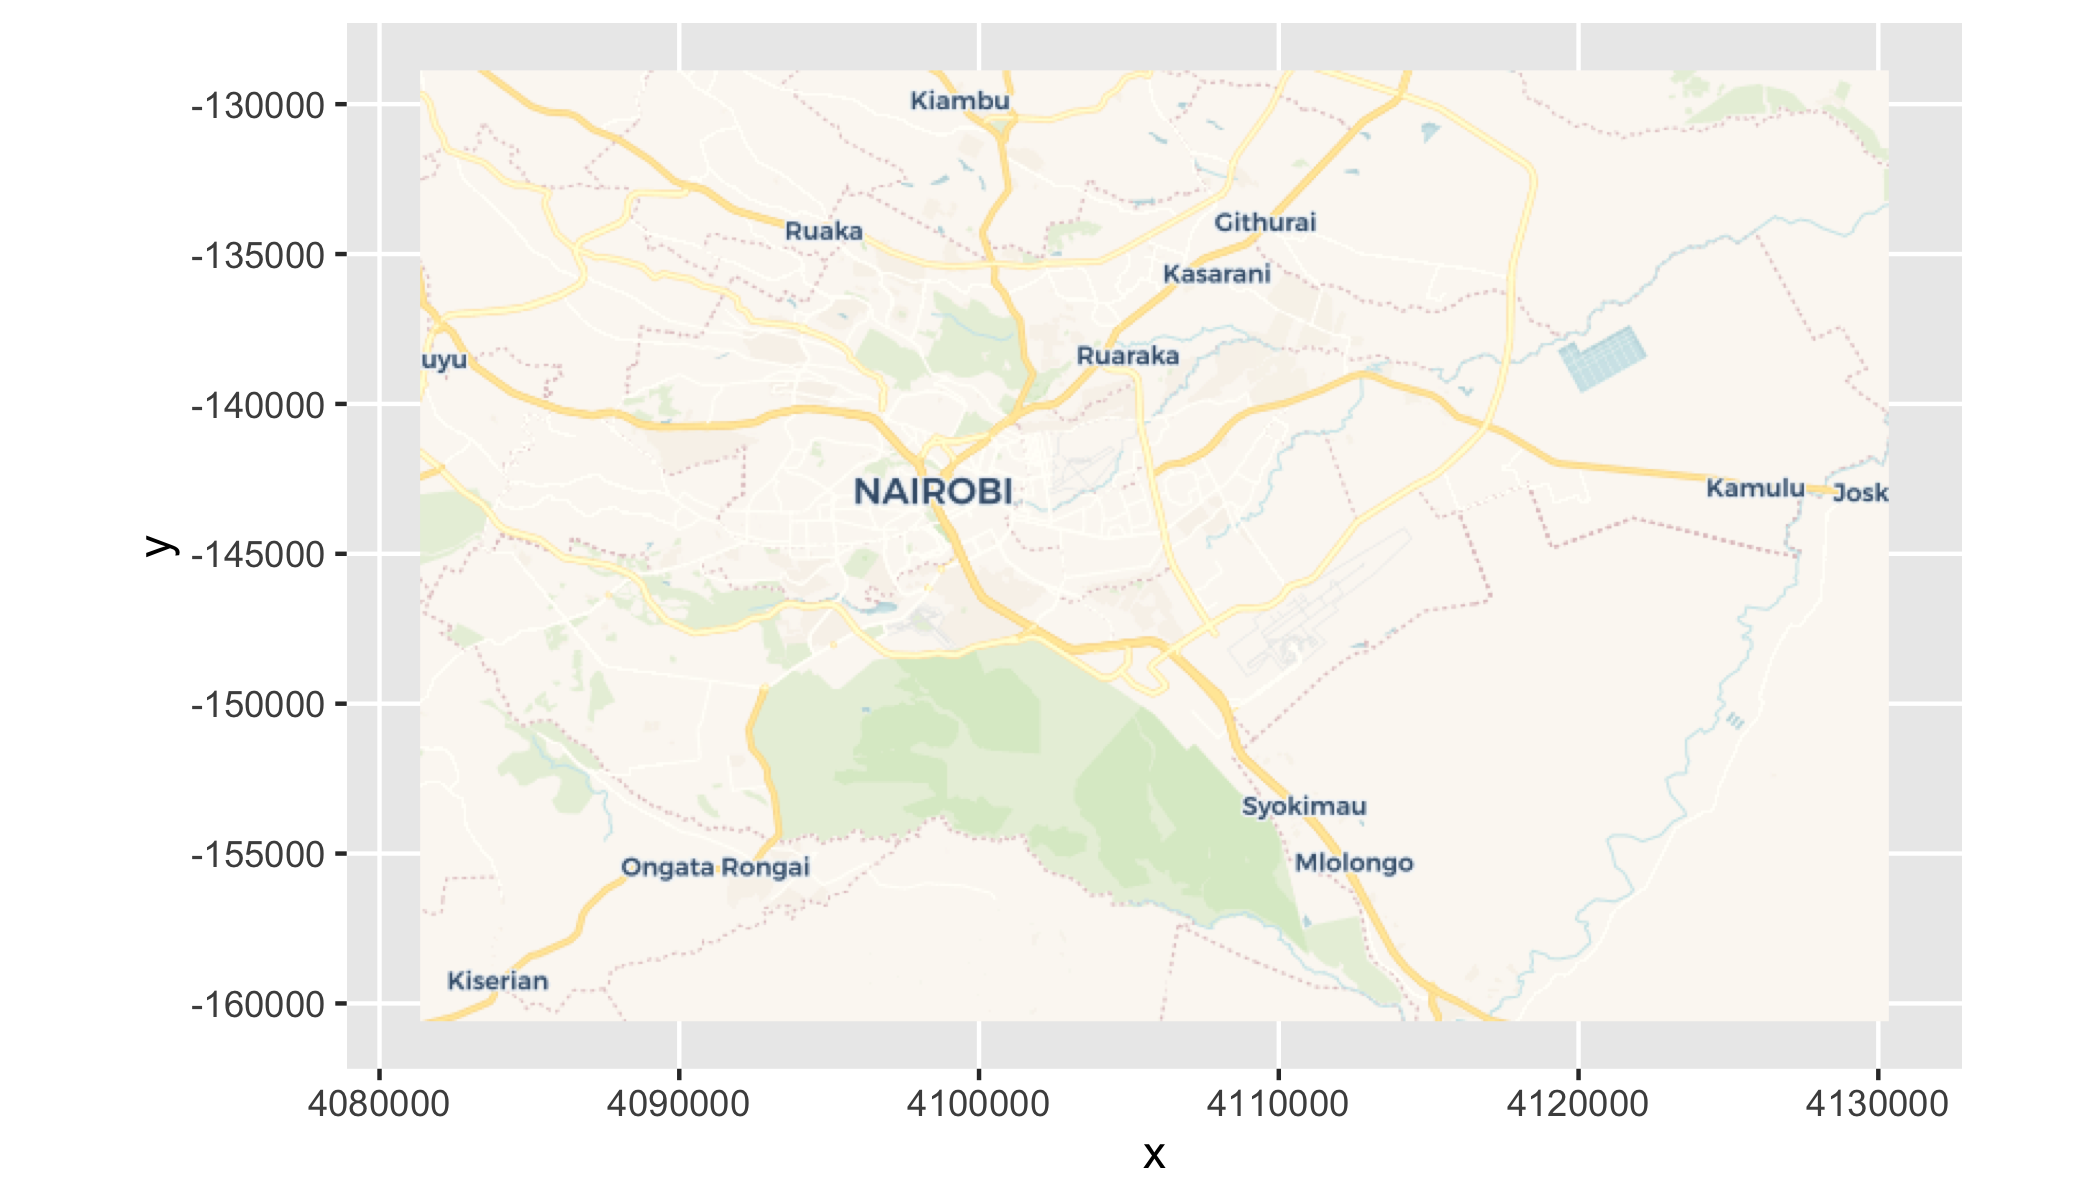 -130000
Kiambu
Ruaka
Githurai
-135000
Kasarani
Ruaraka
uyu
-140000
NAIROBI
Kamulu
Josk
y
-145000
-150000
Syokimau
-155000
Ongata Rongai
Mlolongo
Kiserian
-160000
4080000 4090000 4100000 4110000 4120000 4130000
x